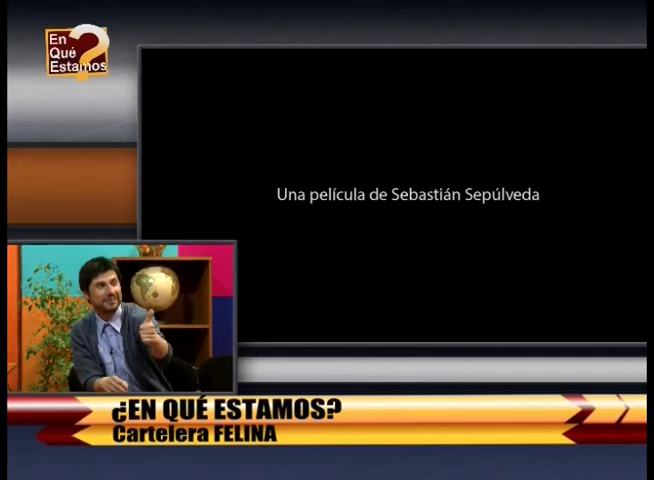 En
Qué
Estamos
?
Una película de Sebastián Sepúlveda
¿EN QUÉ ESTAMOS?
Cartelera FELINA